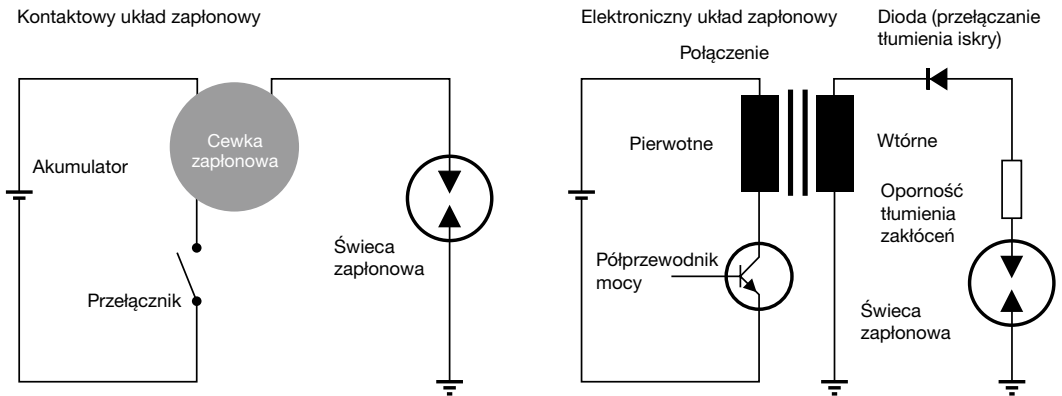 Kontaktowy układ zapłonowy
Cewka
zapłonowa
Akumulator
Świeca
zapłonowa
Przełącznik
Elektroniczny układ zapłonowy
Dioda (przełączanie
tłumienia iskry)
Połączenie
Pierwotne
Wtórne
Oporność
tłumienia
zakłóceń
Półprzewodnik
mocy
Świeca
zapłonowa